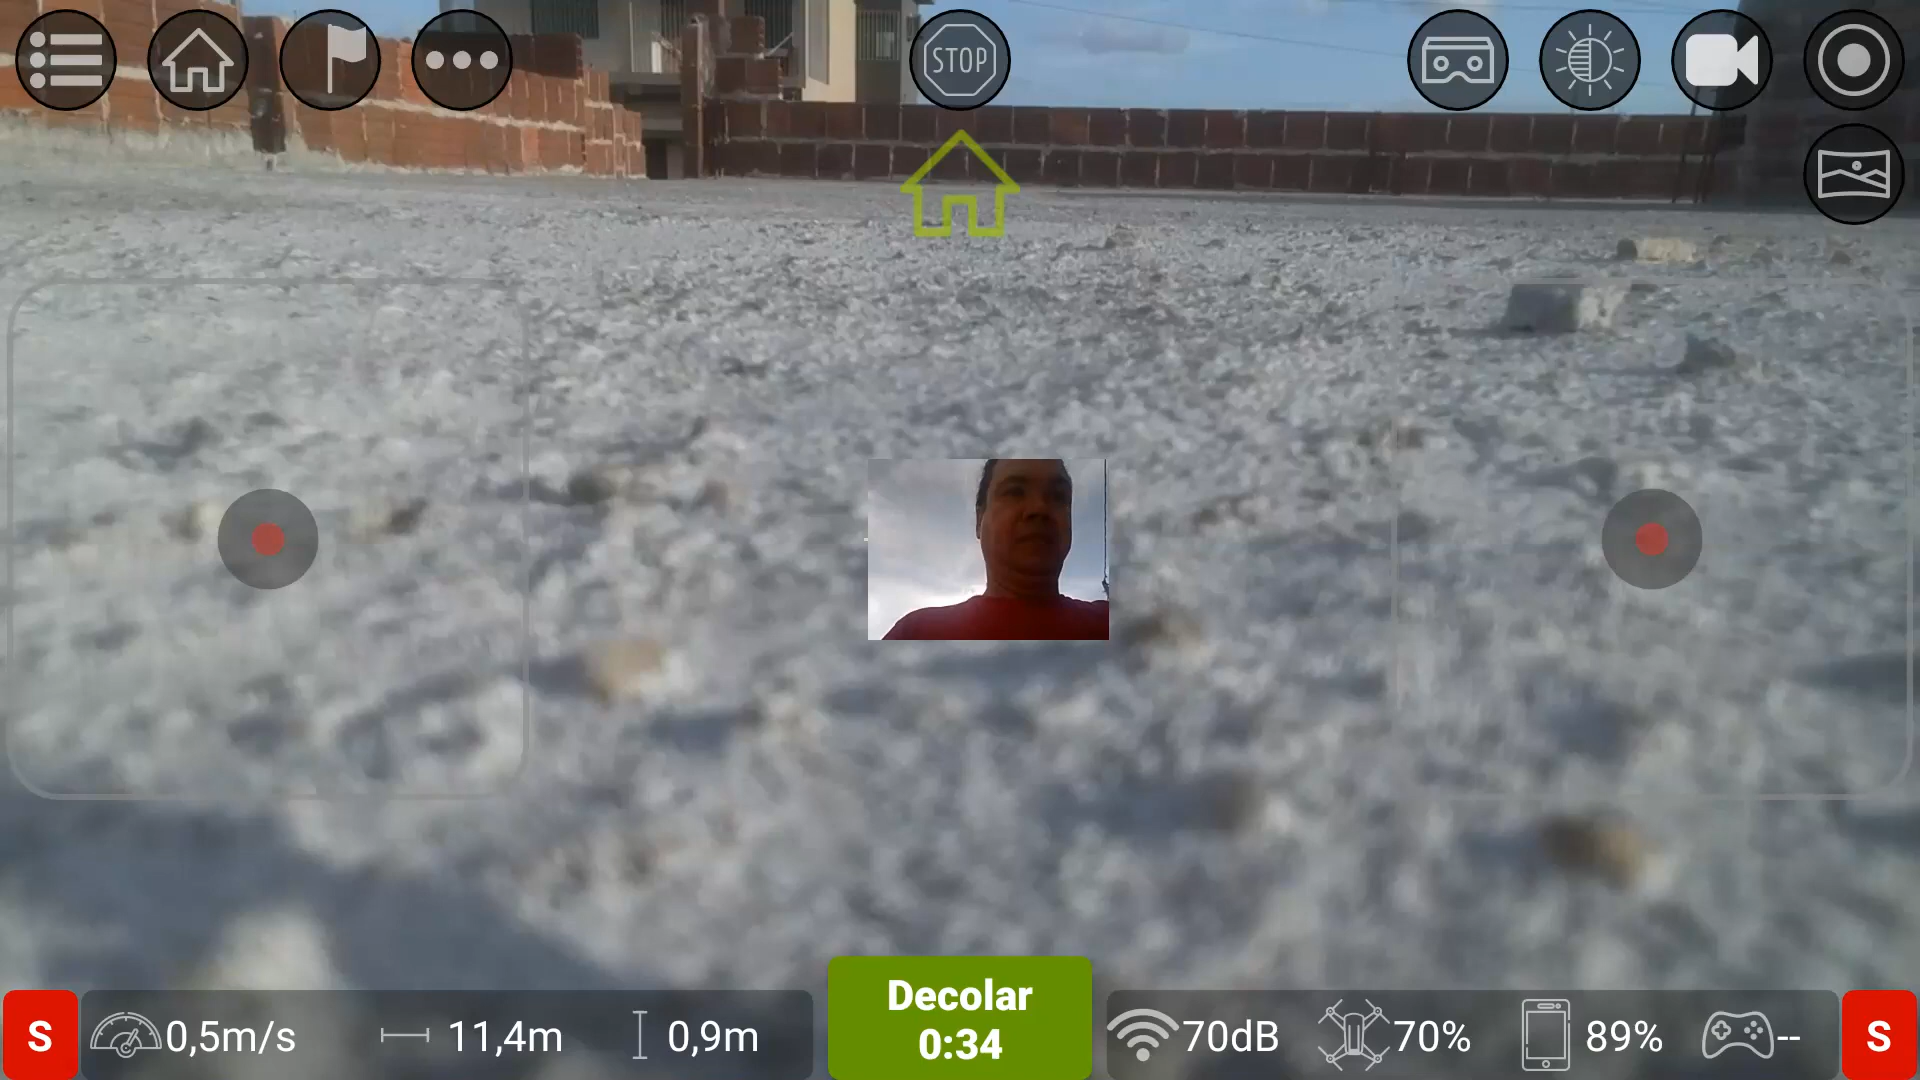 STOP
Decolar
0:34
S
0,5m/s
11,4m
0,9m
70dB
70%
89%
--
S